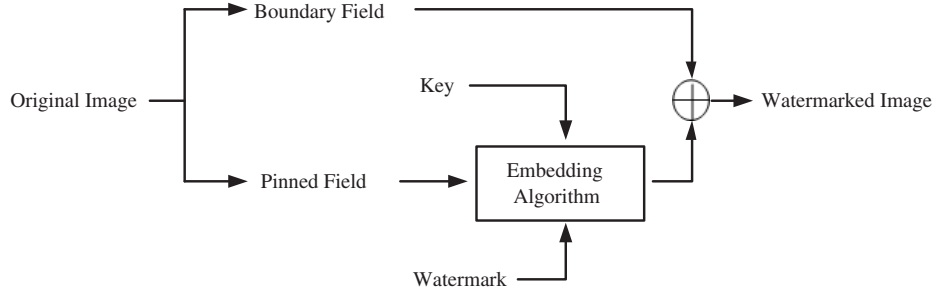 Boundary Field
Key
Original Image
Watermarked Image
Embedding
Algorithm
Pinned Field
Watermark